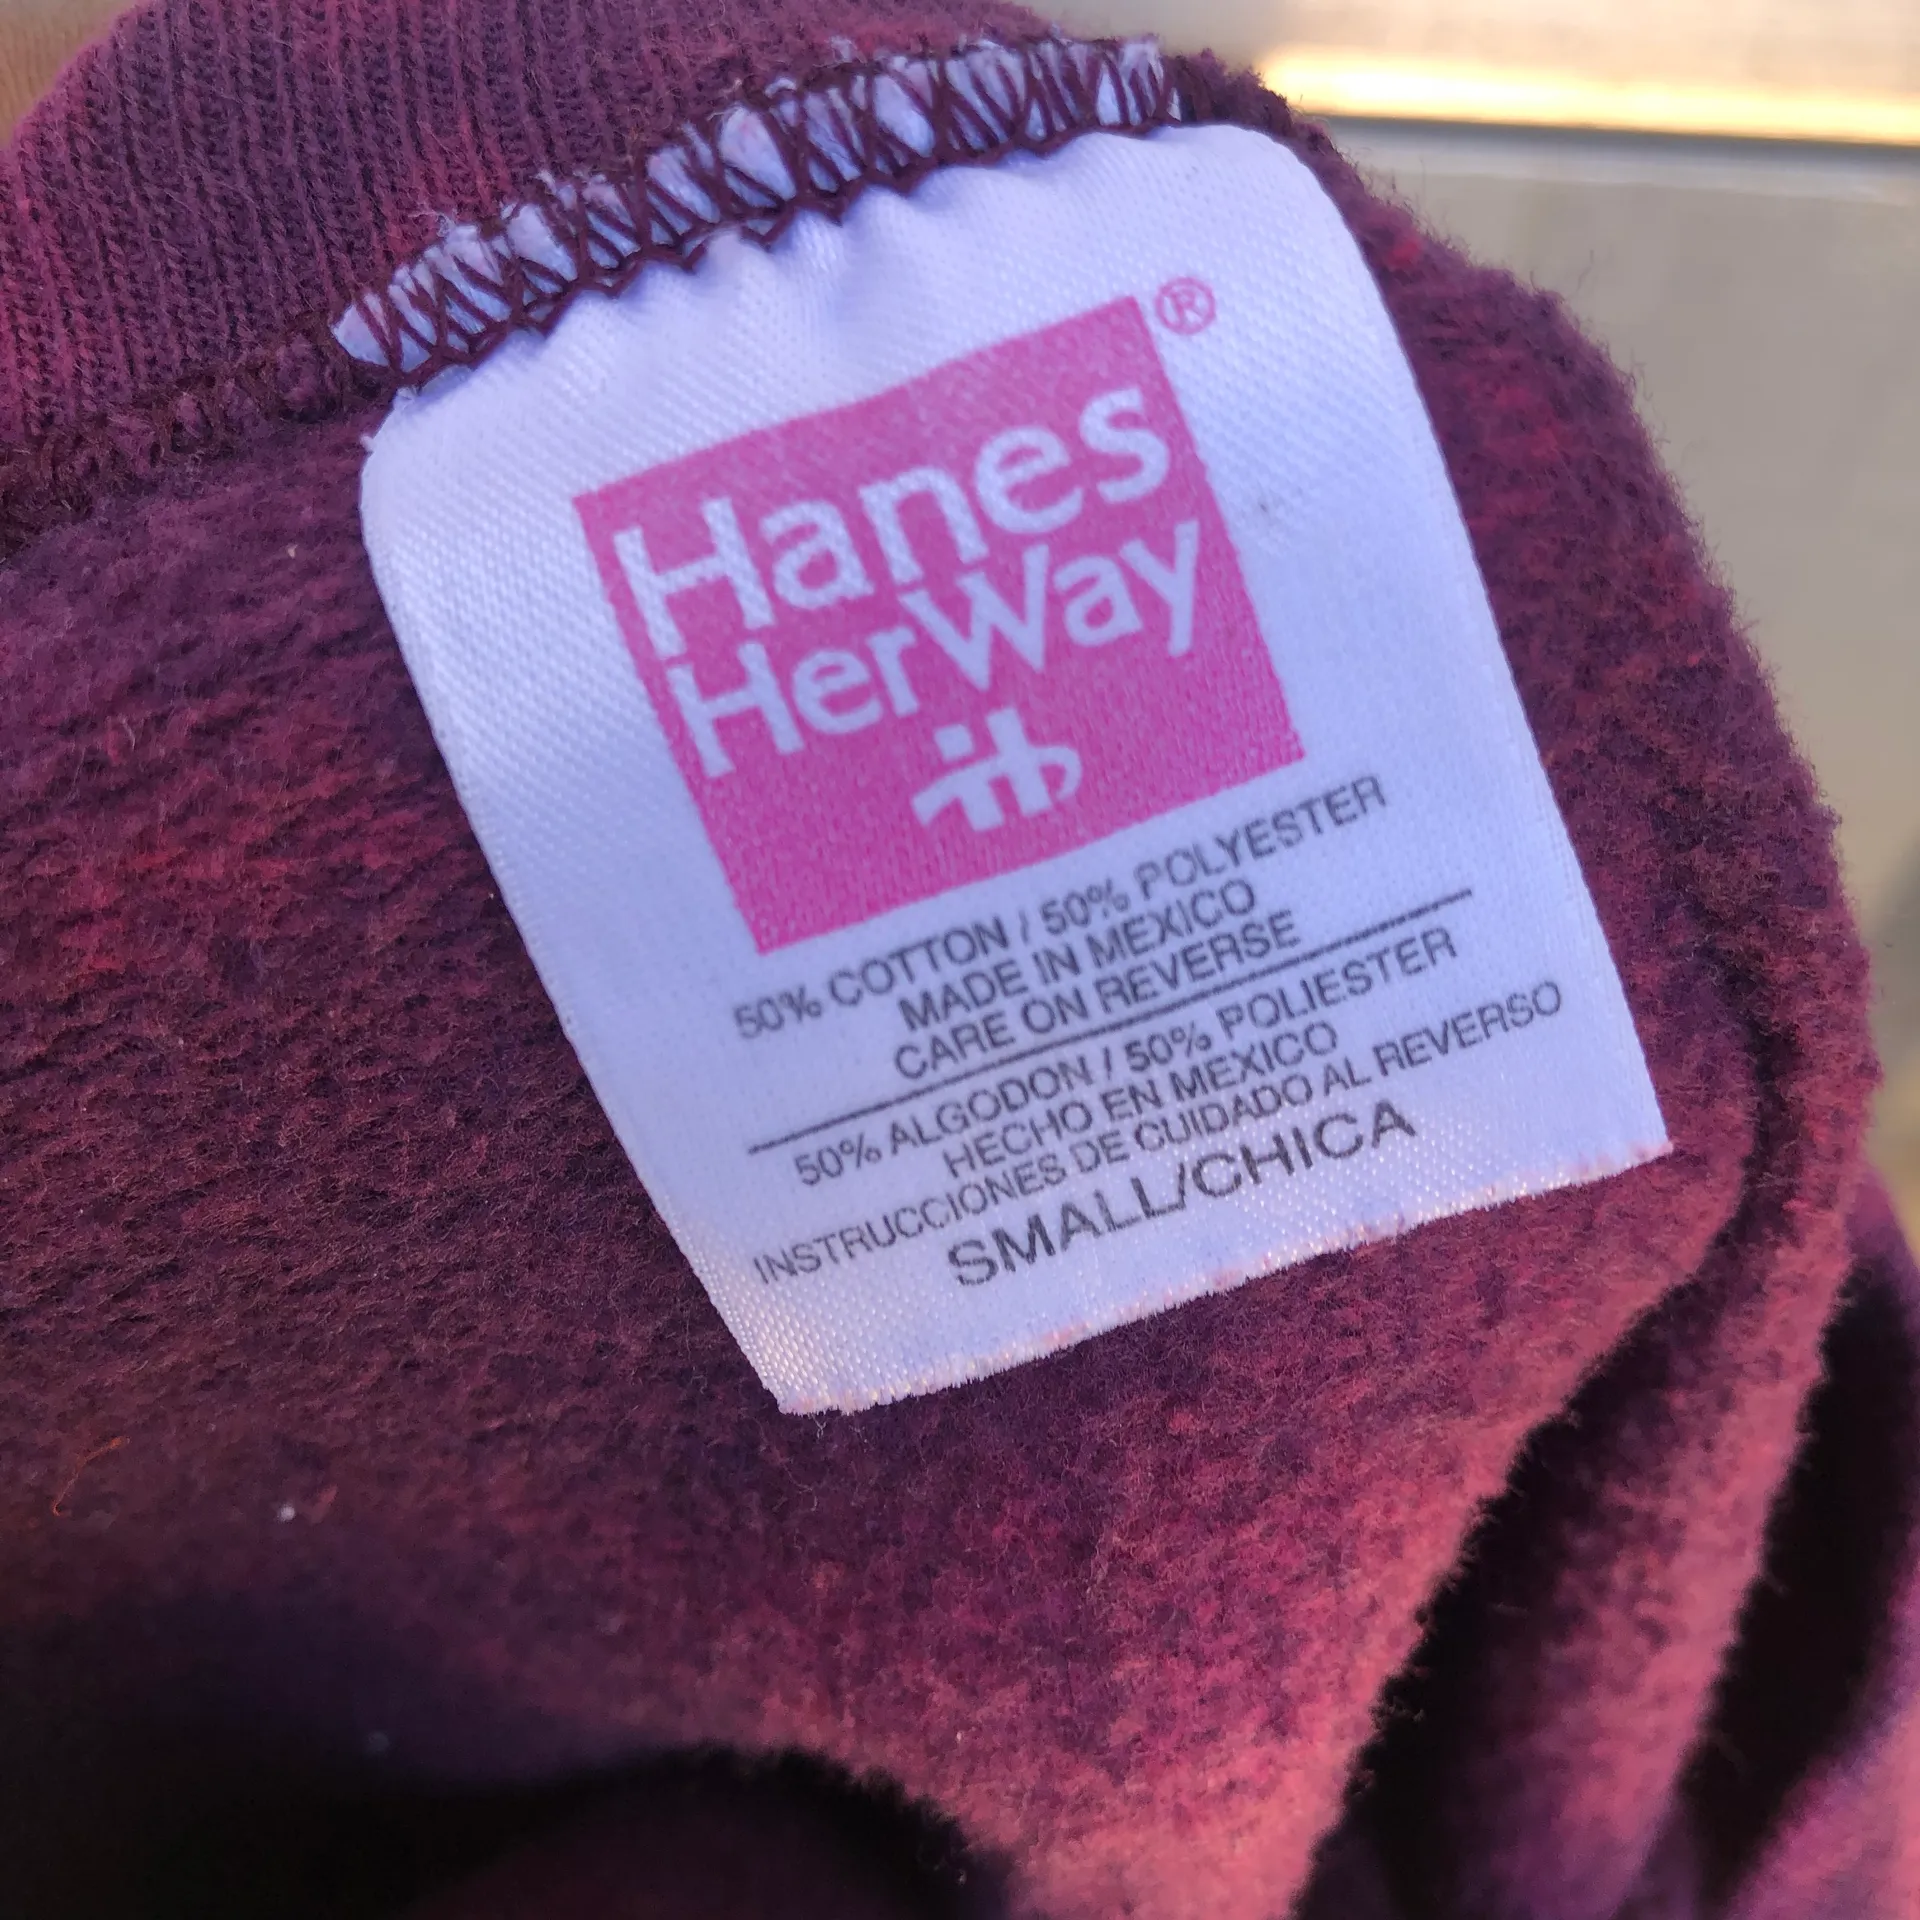 ®
Hanes
HerWay
50% COTTON / 50% POLYESTER
MADE IN MEXICO
CARE ON REVERSE
50% ALGODON / 50% POLIESTER
HECHO EN MEXICO
INSTRUCCIONES DE CUIDADO AL REVERSO
SMALL/CHICA